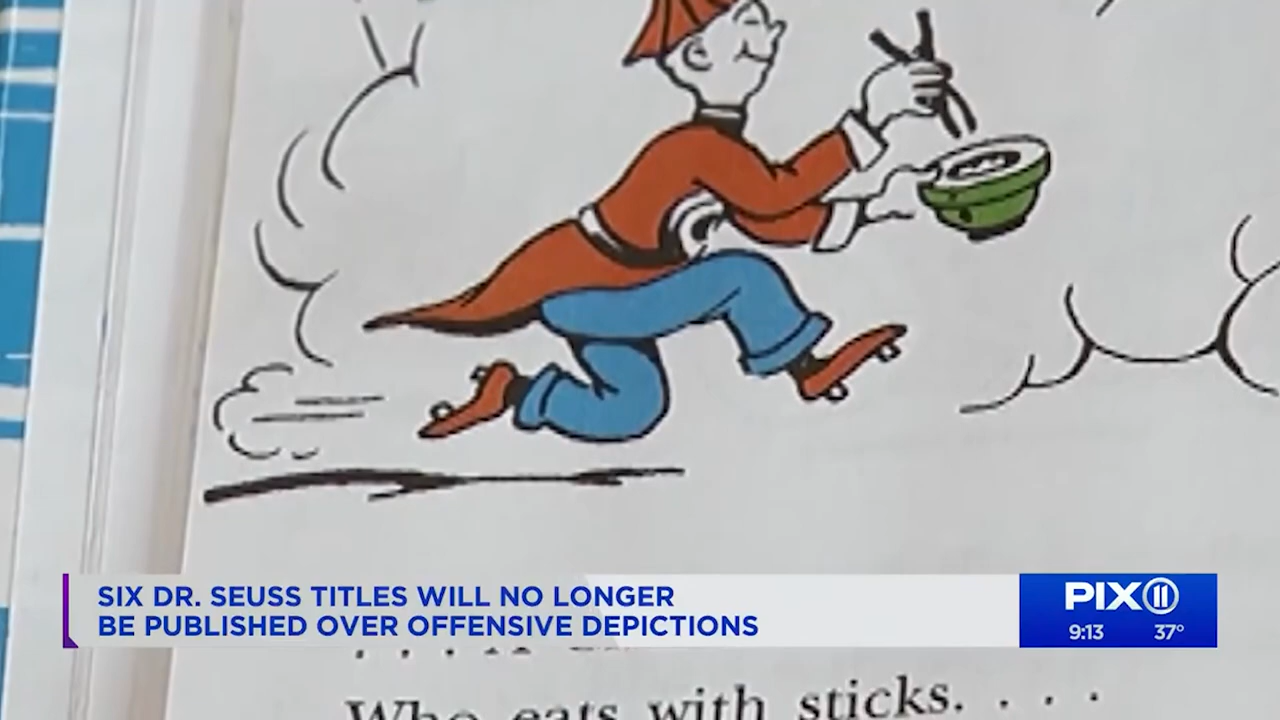 SIX DR. SEUSS TITLES WILL NO LONGER
BE PUBLISHED OVER OFFENSIVE DEPICTIONS
PIX11
9:13 37°
Who eats with sticks. . . .